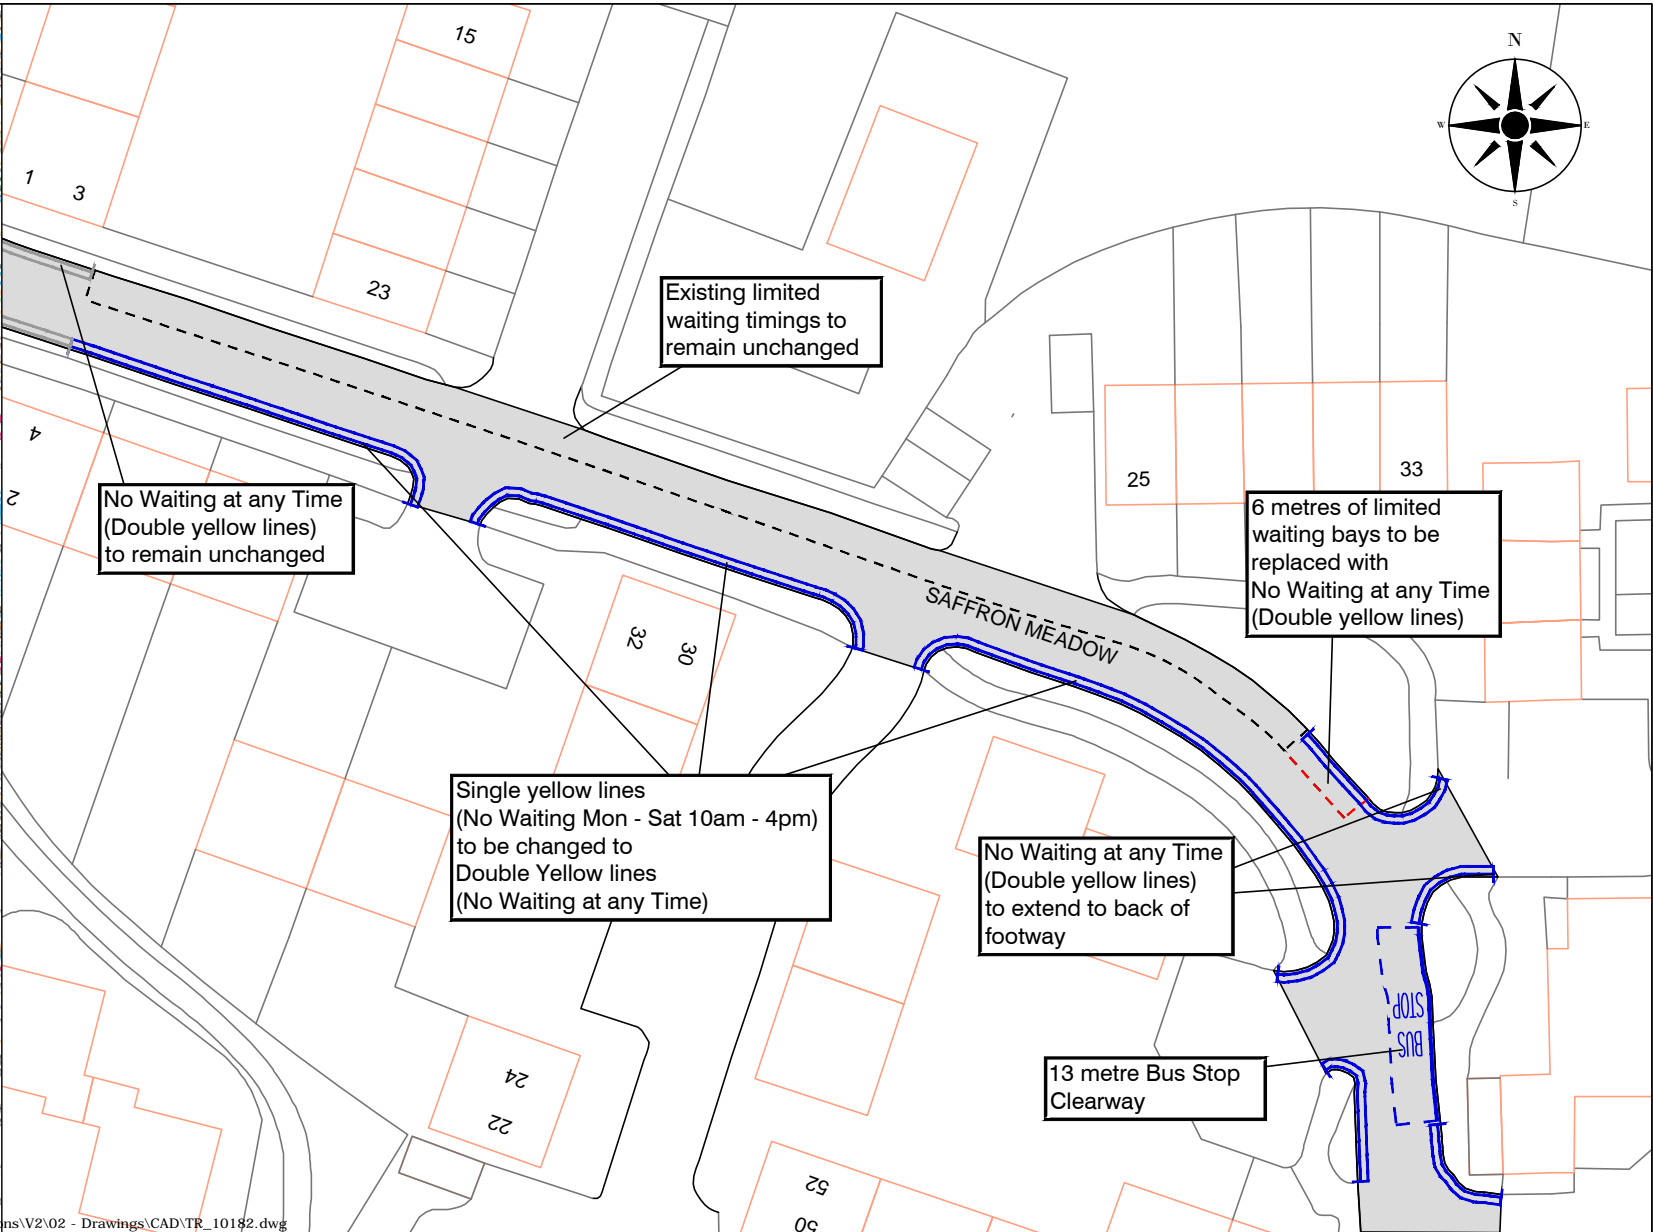 15
N
W
E
S
1
3
23
Existing limited
waiting timings to
remain unchanged
4
2
25
33
No Waiting at any Time
(Double yellow lines)
to remain unchanged
6 metres of limited
waiting bays to be
replaced with
No Waiting at any Time
(Double yellow lines)
SAFFRON MEADOW
32
30
Single yellow lines
(No Waiting Mon - Sat 10am - 4pm)
to be changed to
Double Yellow lines
(No Waiting at any Time)
No Waiting at any Time
(Double yellow lines)
to extend to back of
footway
BUS
STOP
13 metre Bus Stop
Clearway
24
22
52
50
ons\V2\02 - Drawings\CAD\TR_10182.dwg